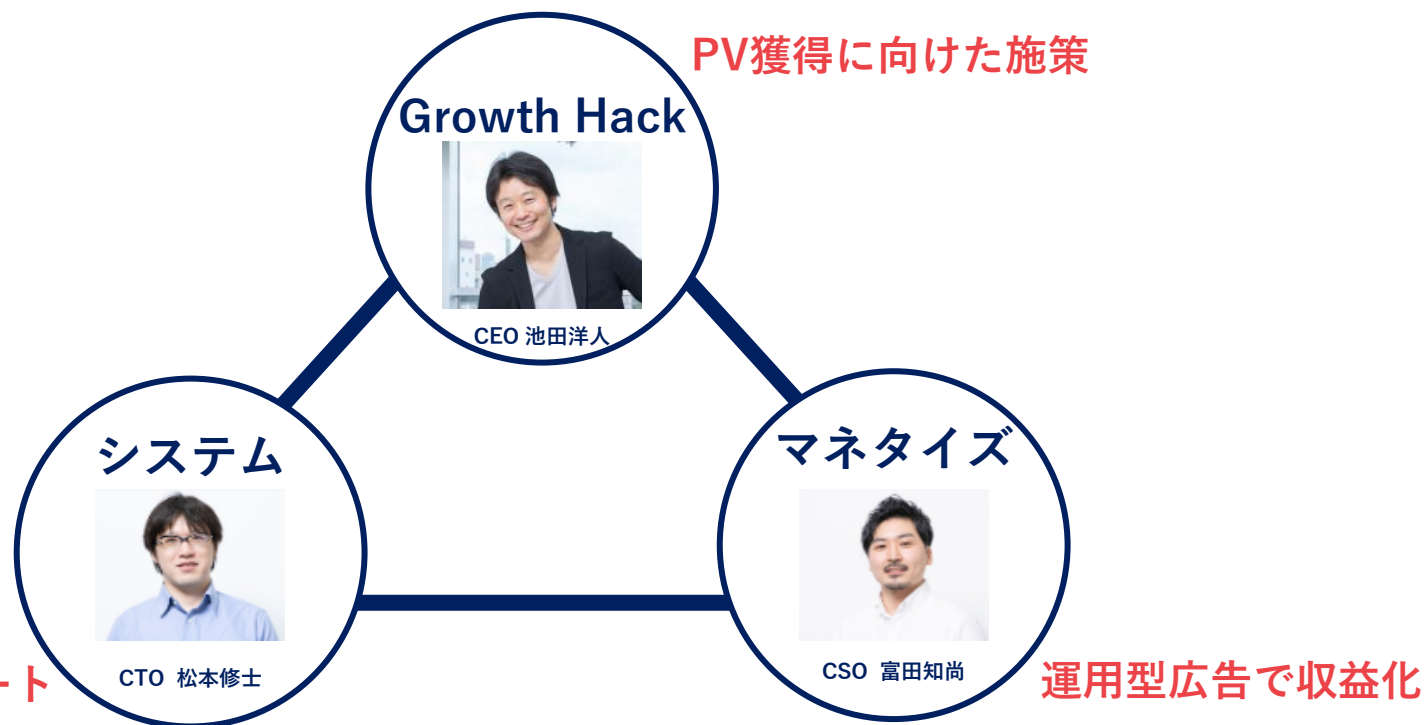 PV獲得に向けた施策
Growth Hack
CEO 池田洋人
システム
マネタイズ
CTO 松本修士
CSO 富田知尚
ート
運用型広告で収益化